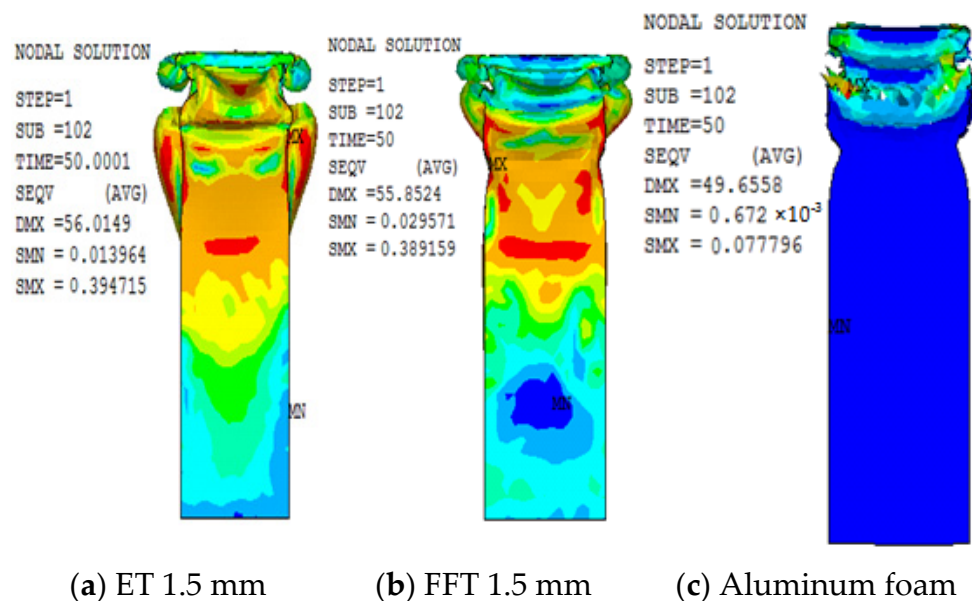 NODAL SOLUTION
STEP=1
SUB =102
TIME=50.0001
SEQV (AVG)
DMX =56.0149
SMN =0.013964
SMX =0.394715
MX
MN
NODAL SOLUTION
STEP=1
SUB =102
TIME=50
SEQV (AVG)
DMX =55.8524
SMN =0.029571
SMX =0.389159
MX
MN
NODAL SOLUTION
STEP=1
SUB =102
TIME=50
SEQV (AVG)
DMX =49.6558
SMN =0.672 ×10⁻³
SMX =0.077796
MX
MN
(a) ET 1.5 mm
(b) FFT 1.5 mm
(c) Aluminum foam